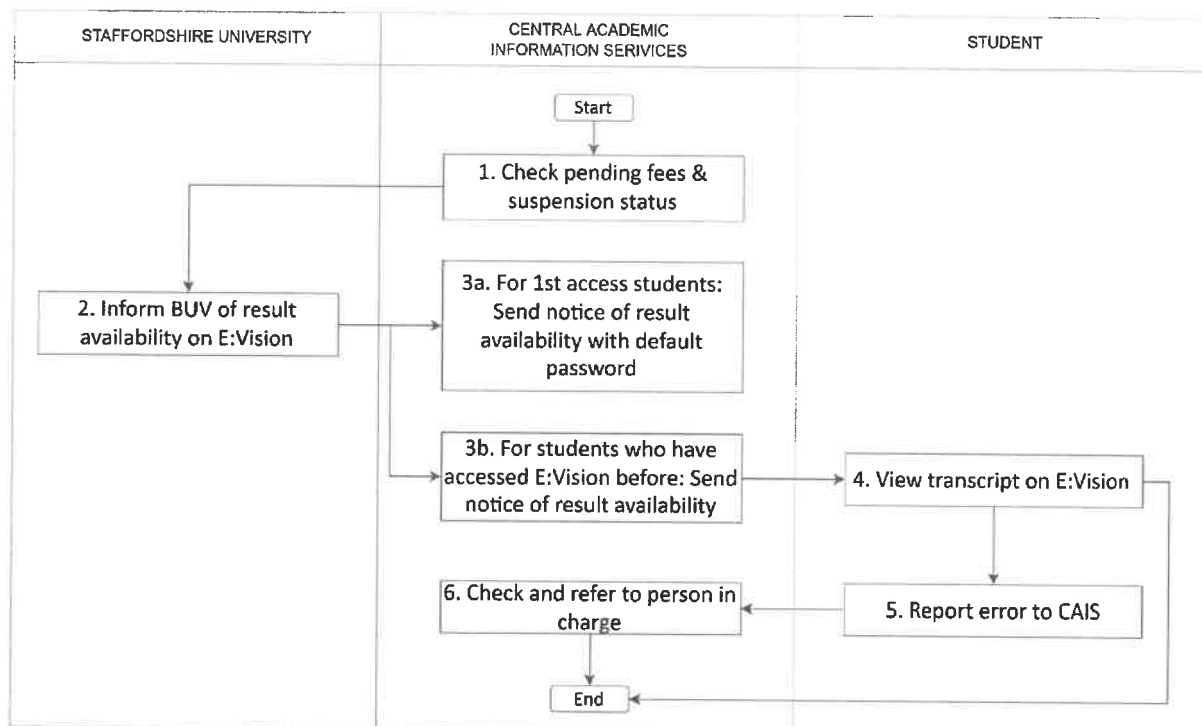 STAFFORDSHIRE UNIVERSITY
CENTRAL ACADEMIC
INFORMATION SERIVICES
STUDENT
Start
1. Check pending fees &
suspension status
2. Inform BUV of result
availability on E:Vision
3a. For 1st access students:
Send notice of result
availability with default
password
3b. For students who have
accessed E:Vision before: Send
notice of result availability
4. View transcript on E:Vision
5. Report error to CAIS
6. Check and refer to person in
charge
End